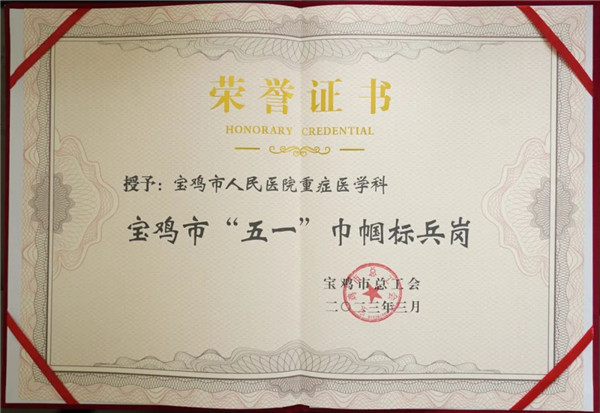 荣誉证书
HONORARY CREDENTIAL
授予：宝鸡市人民医院重症医学科
宝鸡市“五一”巾帼标兵岗
宝鸡市总工会
二〇二三年三月